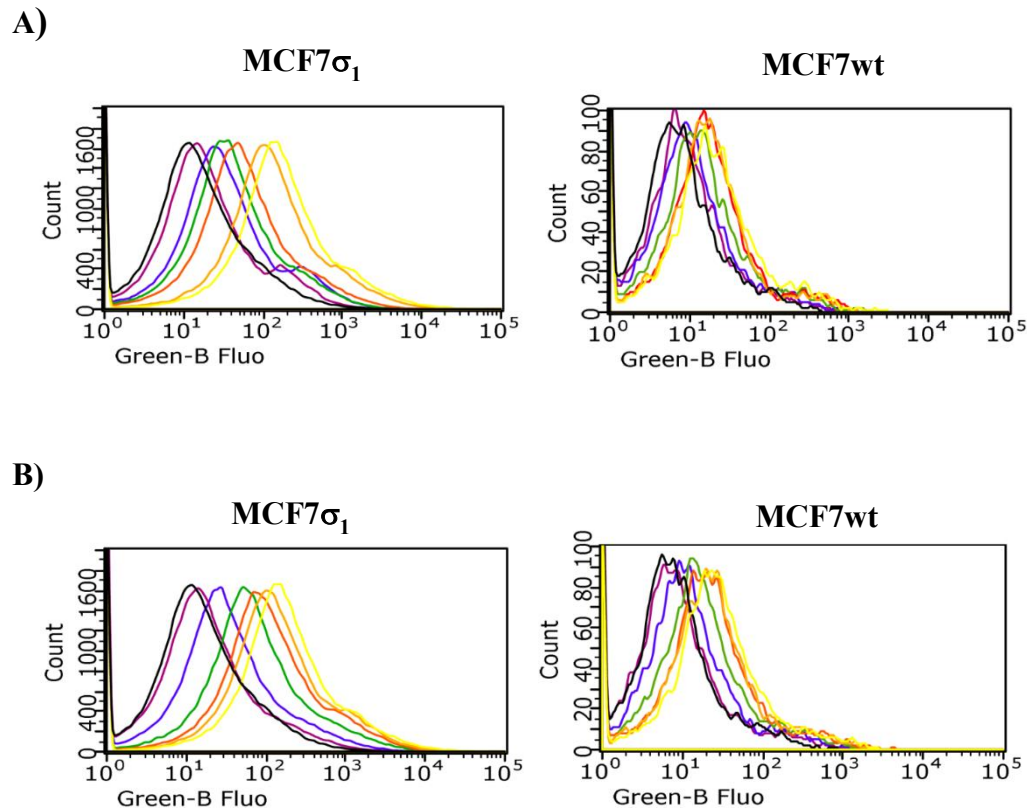 A)
MCF7σ₁
MCF7wt
Count
0 400 1000 1600
10⁰ 10¹ 10² 10³ 10⁴ 10⁵
Green-B Fluo
Count
0 20 40 60 80 100
10⁰ 10¹ 10² 10³ 10⁴ 10⁵
Green-B Fluo
B)
MCF7σ₁
MCF7wt
Count
0 400 1000 1600
10⁰ 10¹ 10² 10³ 10⁴ 10⁵
Green-B Fluo
Count
0 20 40 60 80 100
10⁰ 10¹ 10² 10³ 10⁴ 10⁵
Green-B Fluo